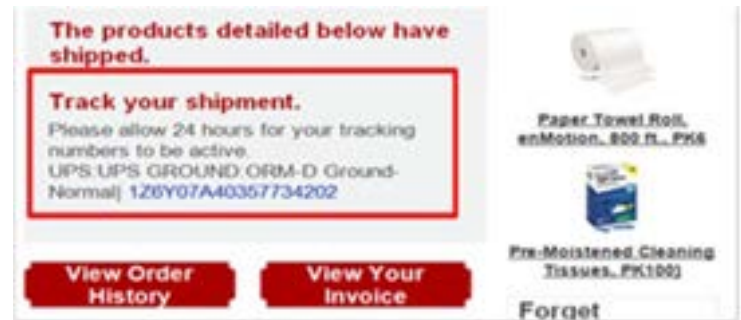 The products detailed below have
shipped.
Track your shipment.
Please allow 24 hours for your tracking
numbers to be active.
UPS:UPS GROUND:ORM-D Ground-
Normal| 1Z6Y07A40357734202
View Order
History
View Your
Invoice
Paper Towel Roll,
enMotion, 800 ft., PK6
Pre-Moistened Cleaning
Tissues, PK100)
Forget